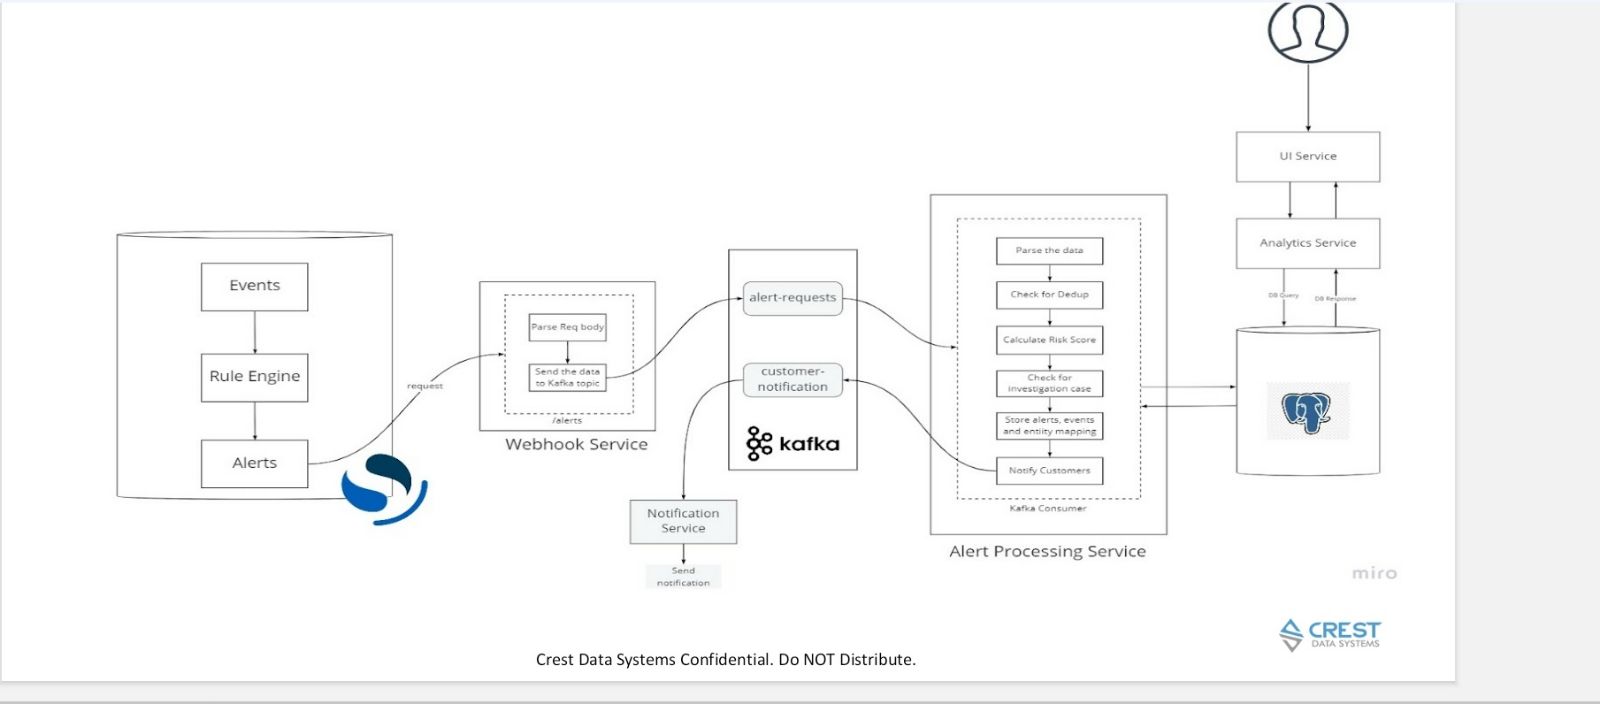 Events
Rule Engine
Alerts
request
Parse Req body
Send the data
to Kafka topic
/alerts
Webhook Service
alert-requests
customer-
notification
kafka
Notification
Service
Send
notification
Parse the data
Check for Dedup
Calculate Risk Score
Check for
investigation case
Store alerts, events
and entiity mapping
Notify Customers
Kafka Consumer
Alert Processing Service
UI Service
Analytics Service
DB Query
DB Response
miro
CREST
DATA SYSTEMS
Crest Data Systems Confidential. Do NOT Distribute.